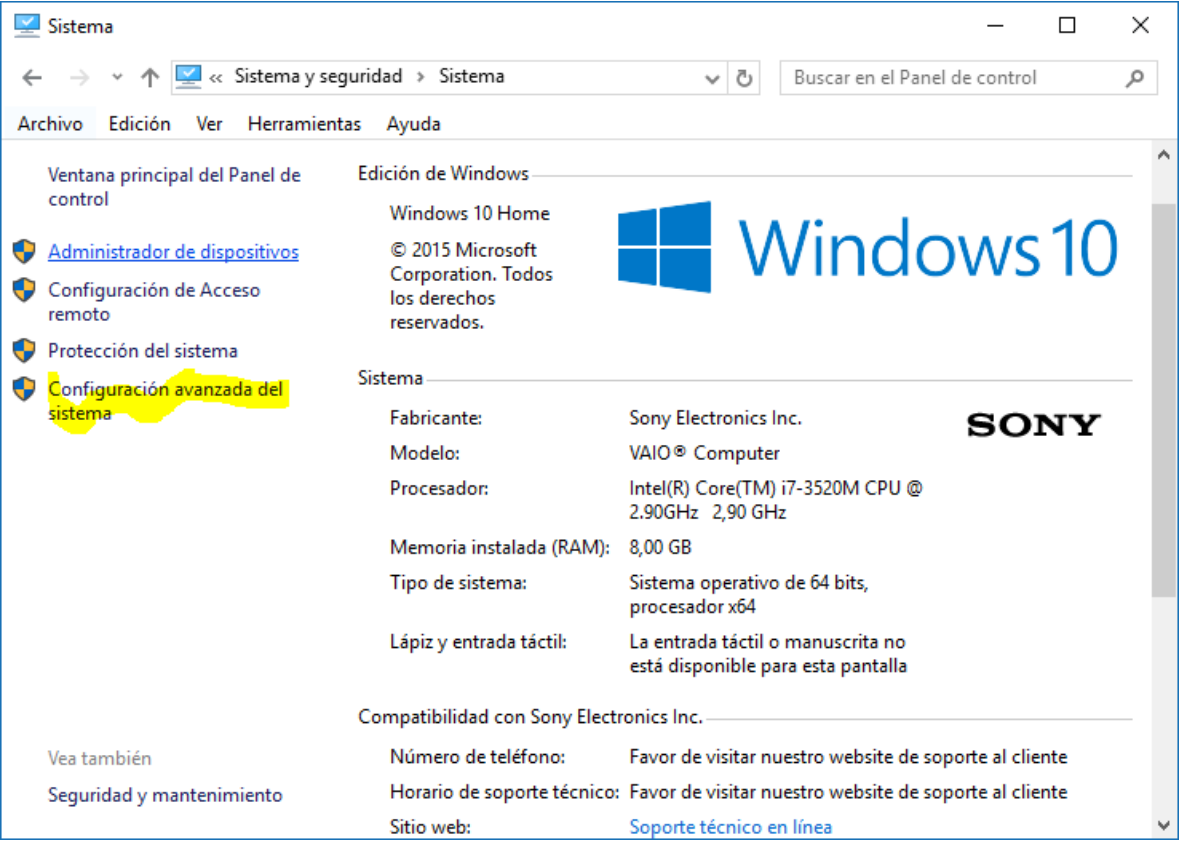 Sistema
« Sistema y seguridad > Sistema
Buscar en el Panel de control
Archivo Edición Ver Herramientas Ayuda
Ventana principal del Panel de
control
Administrador de dispositivos
Configuración de Acceso
remoto
Protección del sistema
Configuración avanzada del
sistema
Vea también
Seguridad y mantenimiento
Edición de Windows
Windows 10 Home
© 2015 Microsoft
Corporation. Todos
los derechos
reservados.
Windows 10
Sistema
Fabricante: Sony Electronics Inc.
SONY
Modelo: VAIO® Computer
Procesador: Intel(R) Core(TM) i7-3520M CPU @
2.90GHz 2,90 GHz
Memoria instalada (RAM): 8,00 GB
Tipo de sistema: Sistema operativo de 64 bits,
procesador x64
Lápiz y entrada táctil: La entrada táctil o manuscrita no
está disponible para esta pantalla
Compatibilidad con Sony Electronics Inc.
Número de teléfono: Favor de visitar nuestro website de soporte al cliente
Horario de soporte técnico: Favor de visitar nuestro website de soporte al cliente
Sitio web: Soporte técnico en línea